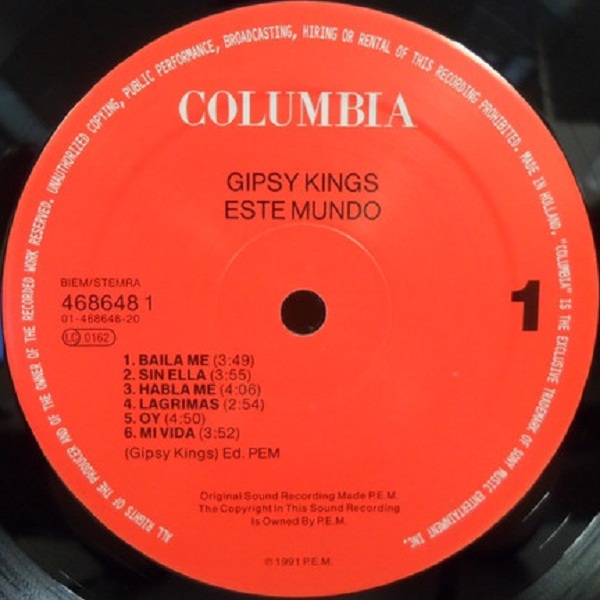 ALL RIGHTS OF THE PRODUCER AND OF THE OWNER OF THE RECORDED WORK RESERVED. UNAUTHORIZED COPYING, PUBLIC PERFORMANCE, BROADCASTING, HIRING OR RENTAL OF THIS RECORDING PROHIBITED. MADE IN HOLLAND. "COLUMBIA" IS THE EXCLUSIVE TRADEMARK OF SONY MUSIC ENTERTAINMENT INC.
COLUMBIA
GIPSY KINGS
ESTE MUNDO
BIEM/STEMRA
468648 1
01-468648-20
LC 0162
1
1. BAILA ME (3:49)
2. SIN ELLA (3:55)
3. HABLA ME (4:06)
4. LAGRIMAS (2:54)
5. OY (4:50)
6. MI VIDA (3:52)
(Gipsy Kings) Ed. PEM
Original Sound Recording Made P.E.M.
The Copyright In This Sound Recording
Is Owned By P.E.M.
℗ 1991 P.E.M.